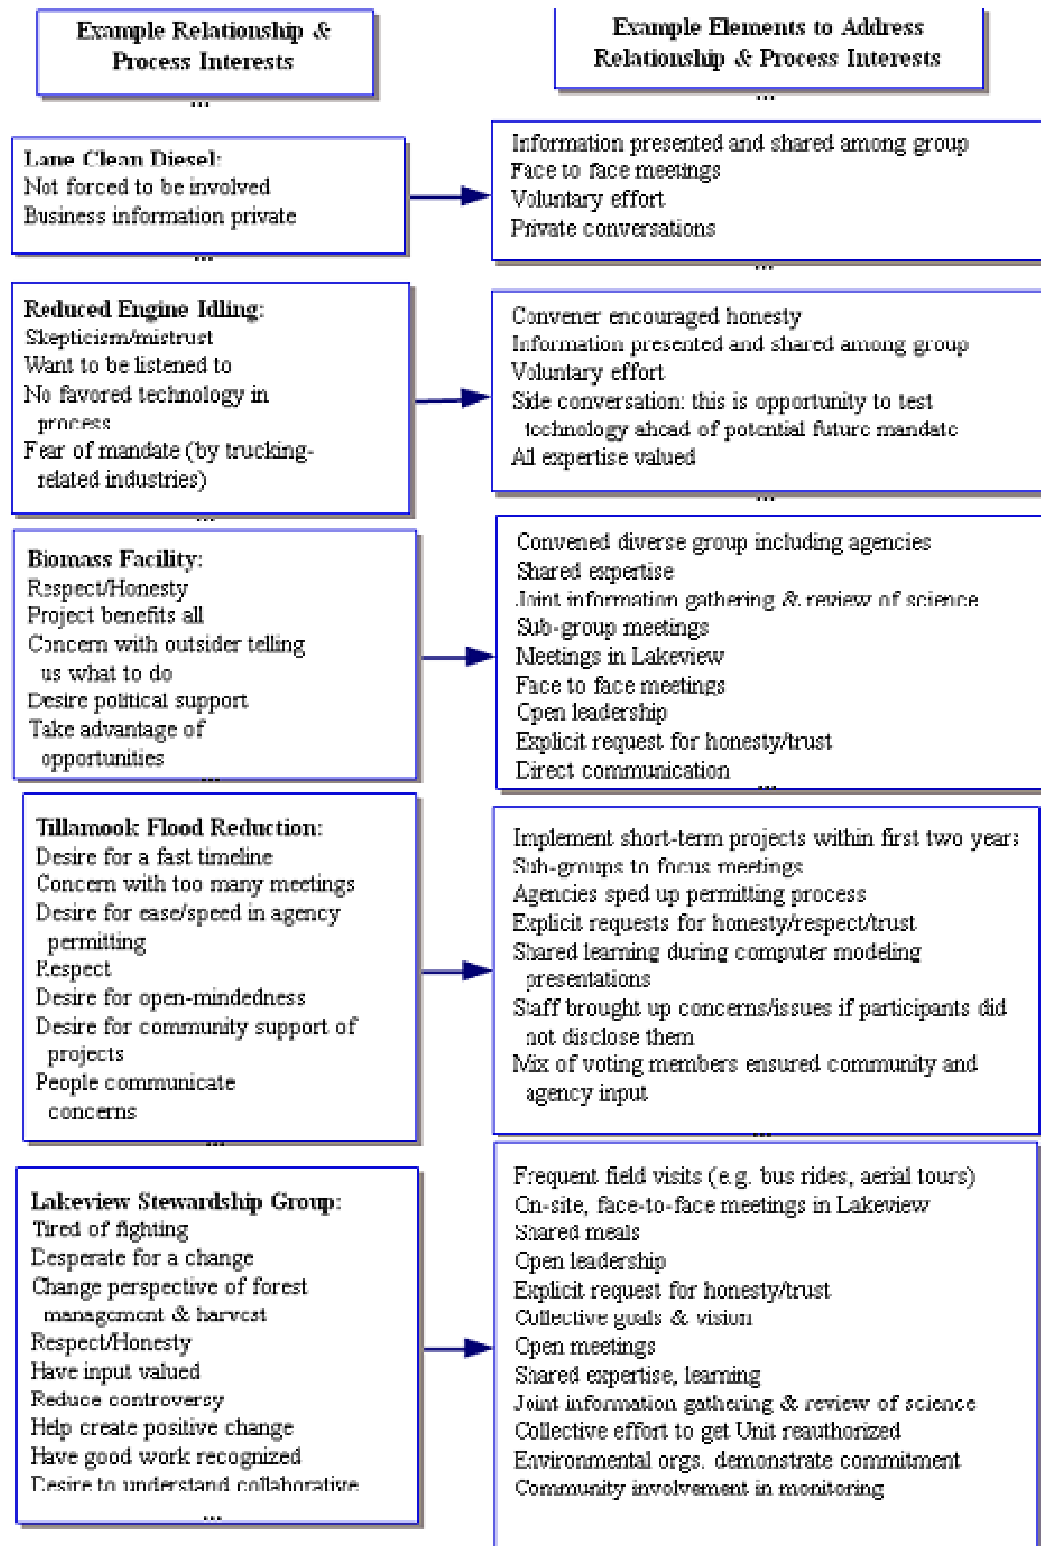 Example Relationship &
Process Interests
...
Example Elements to Address
Relationship & Process Interests
...
Lane Clean Diesel:
Not forced to be involved
Business information private
...
Information presented and shared among group
Face to face meetings
Voluntary effort
Private conversations
...
Reduced Engine Idling:
Skepticism/mistrust
Want to be listened to
No favored technology in
process
Fear of mandate (by trucking-
related industries)
...
Convener encouraged honesty
Information presented and shared among group
Voluntary effort
Side conversation: this is opportunity to test
technology ahead of potential future mandate
All expertise valued
...
Biomass Facility:
Respect/Honesty
Project benefits all
Concern with outsider telling
us what to do
Desire political support
Take advantage of
opportunities
...
Convened diverse group including agencies
Shared expertise
Joint information gathering & review of science
Sub-group meetings
Meetings in Lakeview
Face to face meetings
Open leadership
Explicit request for honesty/trust
Direct communication
...
Tillamook Flood Reduction:
Desire for a fast timeline
Concern with too many meetings
Desire for ease/speed in agency
permitting
Respect
Desire for open-mindedness
Desire for community support of
projects
People communicate
concerns
...
Implement short-term projects within first two years
Sub-groups to focus meetings
Agencies sped up permitting process
Explicit requests for honesty/respect/trust
Shared learning during computer modeling
presentations
Staff brought up concerns/issues if participants did
not disclose them
Mix of voting members ensured community and
agency input
...
Lakeview Stewardship Group:
Tired of fighting
Desperate for a change
Change perspective of forest
management & harvest
Respect/Honesty
Have input valued
Reduce controversy
Help create positive change
Have good work recognized
Desire to understand collaborative
...
Frequent field visits (e.g. bus rides, aerial tours)
On-site, face-to-face meetings in Lakeview
Shared meals
Open leadership
Explicit request for honesty/trust
Collective goals & vision
Open meetings
Shared expertise, learning
Joint information gathering & review of science
Collective effort to get Unit reauthorized
Environmental orgs. demonstrate commitment
Community involvement in monitoring